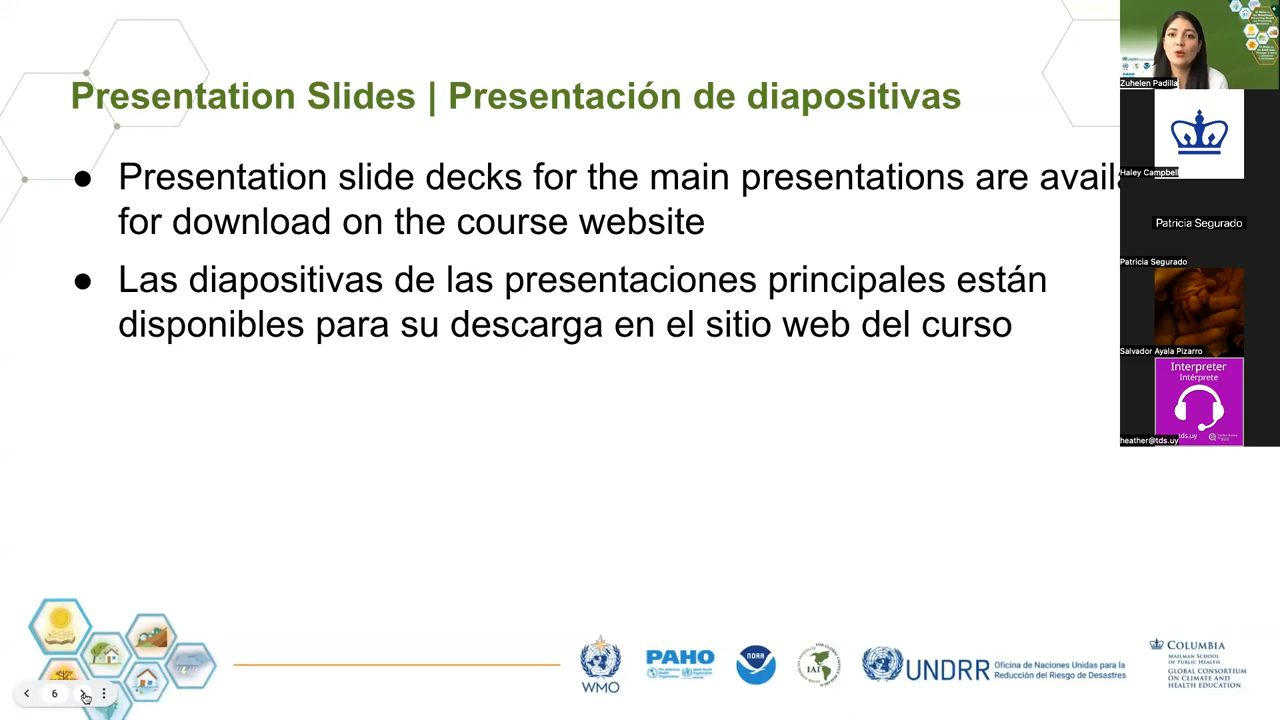 Presentation Slides | Presentación de diapositivas
● Presentation slide decks for the main presentations are avail
for download on the course website
● Las diapositivas de las presentaciones principales están
disponibles para su descarga en el sitio web del curso
Zuhelen Padilla
Haley Campbell
Patricia Segurado
Patricia Segurado
Salvador Ayala Pizarro
Interpreter
Intérprete
tds.uy
heather@tds.uy
6
WMO
PAHO
NOAA
IAI
UNDRR
Oficina de Naciones Unidas para la
Reducción del Riesgo de Desastres
COLUMBIA
MAILMAN SCHOOL
OF PUBLIC HEALTH
GLOBAL CONSORTIUM
ON CLIMATE AND
HEALTH EDUCATION